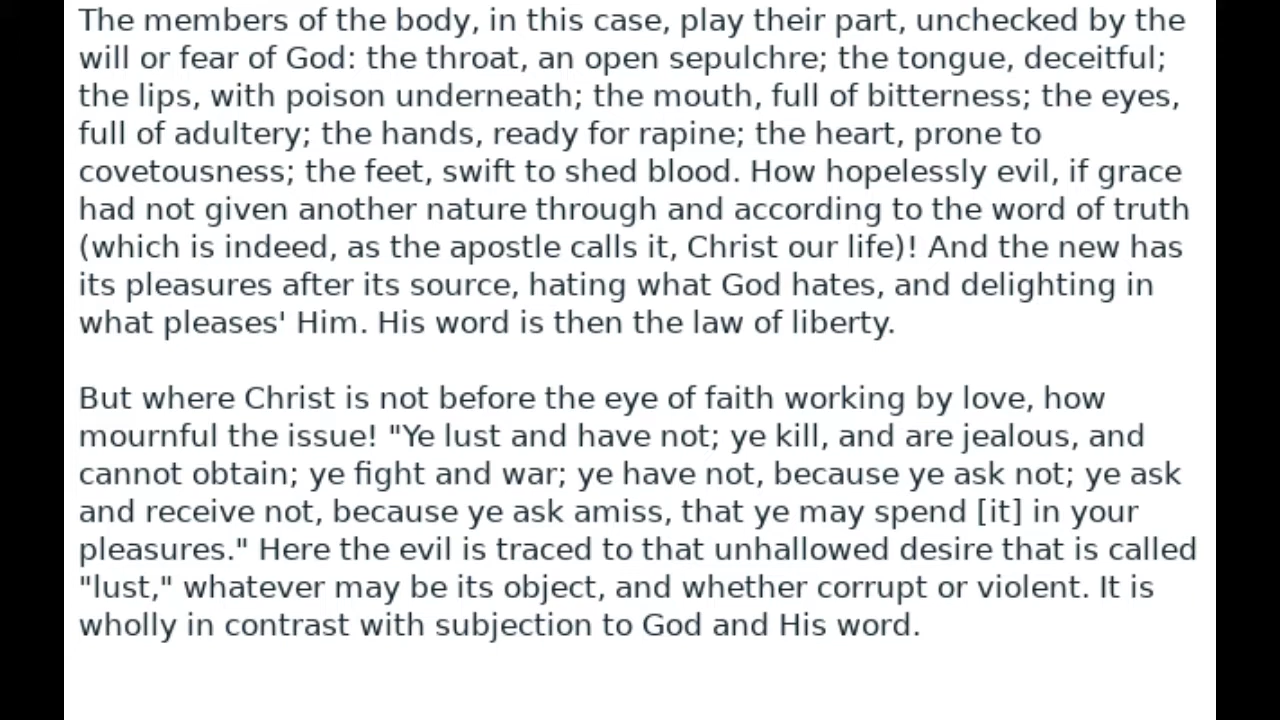 The members of the body, in this case, play their part, unchecked by the
will or fear of God: the throat, an open sepulchre; the tongue, deceitful;
the lips, with poison underneath; the mouth, full of bitterness; the eyes,
full of adultery; the hands, ready for rapine; the heart, prone to
covetousness; the feet, swift to shed blood. How hopelessly evil, if grace
had not given another nature through and according to the word of truth
(which is indeed, as the apostle calls it, Christ our life)! And the new has
its pleasures after its source, hating what God hates, and delighting in
what pleases' Him. His word is then the law of liberty.

But where Christ is not before the eye of faith working by love, how
mournful the issue! "Ye lust and have not; ye kill, and are jealous, and
cannot obtain; ye fight and war; ye have not, because ye ask not; ye ask
and receive not, because ye ask amiss, that ye may spend [it] in your
pleasures." Here the evil is traced to that unhallowed desire that is called
"lust," whatever may be its object, and whether corrupt or violent. It is
wholly in contrast with subjection to God and His word.